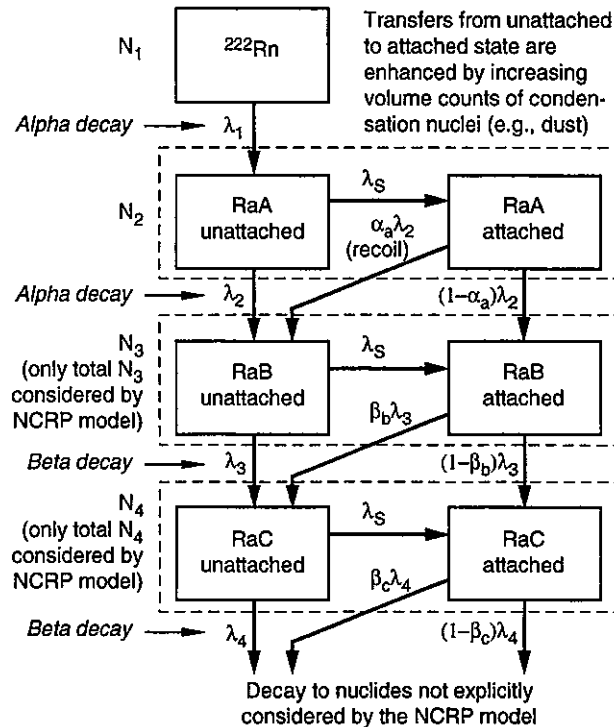 N₁
²²²Rn
Transfers from unattached
to attached state are
enhanced by increasing
volume counts of conden-
sation nuclei (e.g., dust)
Alpha decay
λ₁
N₂
RaA
unattached
λS
αₐλ₂
(recoil)
RaA
attached
Alpha decay
λ₂
(1–αₐ)λ₂
N₃
(only total N₃
considered by
NCRP model)
RaB
unattached
λS
βbλ₃
RaB
attached
Beta decay
λ₃
(1–βb)λ₃
N₄
(only total N₄
considered by
NCRP model)
RaC
unattached
λS
βcλ₄
RaC
attached
Beta decay
λ₄
(1–βc)λ₄
Decay to nuclides not explicitly
considered by the NCRP model